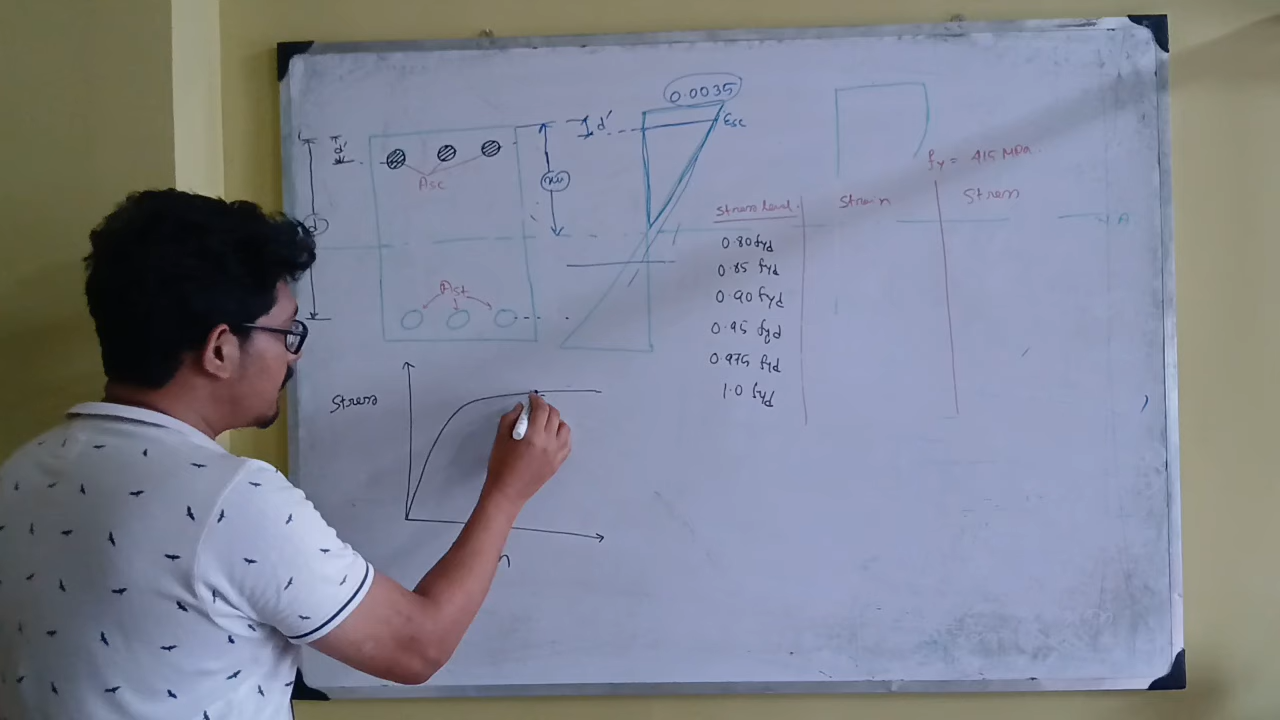 0.0035
d'
εsc
d'
Asc
xu
d
fy = 415 MPa.
Stress level.
Strain
Stress
A
0.80 fyd
0.85 fyd
0.90 fyd
0.95 fyd
0.975 fyd
1.0 fyd
Ast
Stress
n